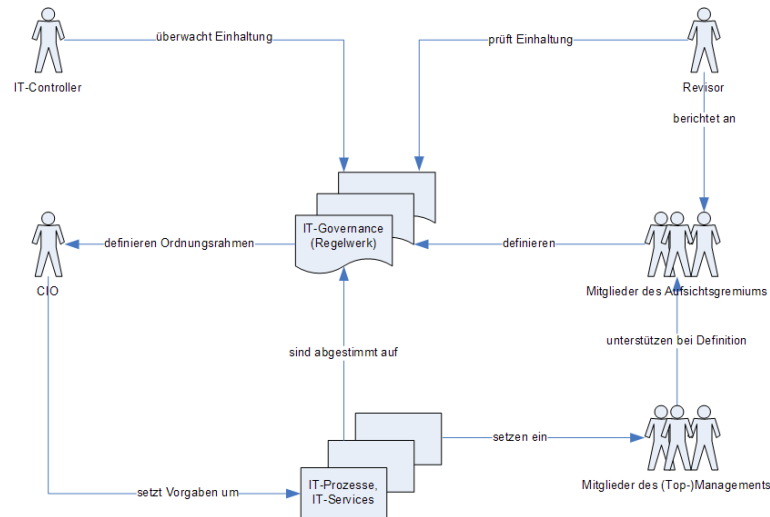 überwacht Einhaltung
prüft Einhaltung
IT-Controller
Revisor
berichtet an
IT-Governance
(Regelwerk)
definieren Ordnungsrahmen
definieren
CIO
Mitglieder des Aufsichtsgremiums
unterstützen bei Definition
sind abgestimmt auf
setzen ein
Mitglieder des (Top-)Managements
setzt Vorgaben um
IT-Prozesse,
IT-Services